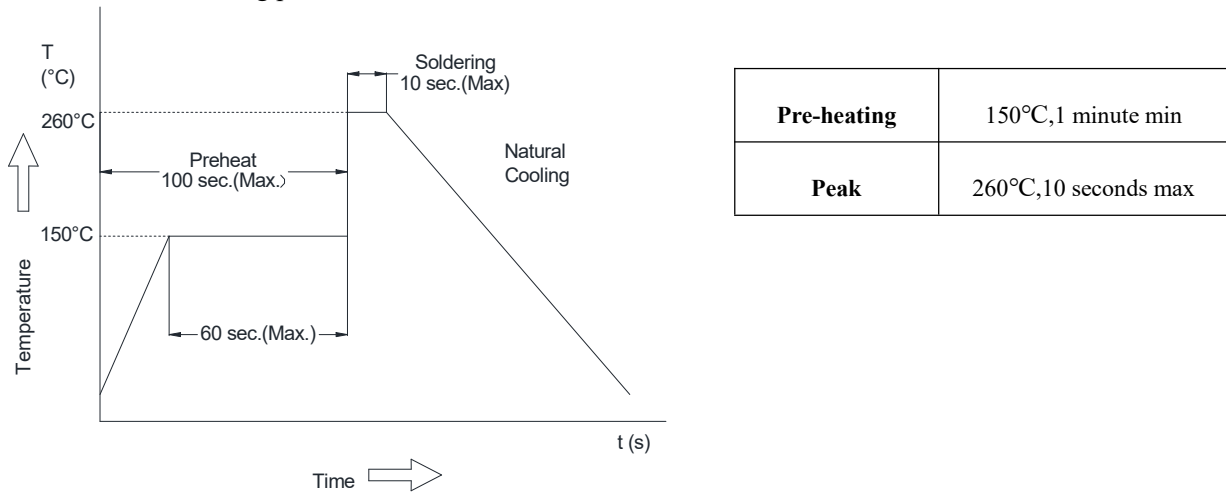 T
(°C)
Soldering
10 sec.(Max)
260°C
Preheat
100 sec.(Max.)
Natural
Cooling
150°C
60 sec.(Max.)
Temperature
t (s)
Time
Pre-heating 150℃,1 minute min
Peak 260℃,10 seconds max